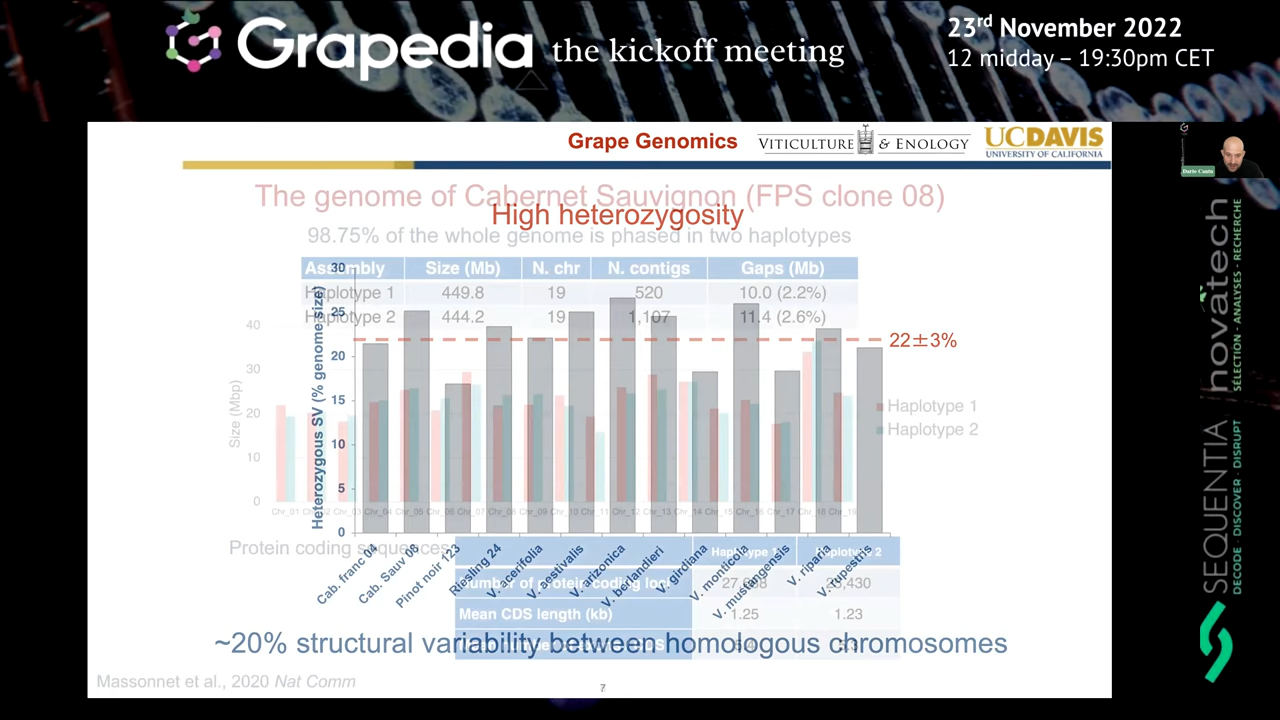 Grapedia the kickoff meeting
23rd November 2022
12 midday – 19:30pm CET
Grape Genomics
VITICULTURE & ENOLOGY
UCDAVIS
UNIVERSITY OF CALIFORNIA
The genome of Cabernet Sauvignon (FPS clone 08)
High heterozygosity
98.75% of the whole genome is phased in two haplotypes
Assembly Size (Mb) N. chr N. contigs Gaps (Mb)
Haplotype 1 449.8 19 520 10.0 (2.2%)
Haplotype 2 444.2 19 1,107 11.4 (2.6%)
Heterozygous SV (% genome size)
30
25
20
15
10
5
0
22±3%
Size (Mbp)
40
30
20
10
0
Haplotype 1
Haplotype 2
Chr_01 Chr_02 Chr_03 Chr_04 Chr_05 Chr_06 Chr_07 Chr_08 Chr_09 Chr_10 Chr_11 Chr_12 Chr_13 Chr_14 Chr_15 Chr_16 Chr_17 Chr_18 Chr_19
Cab. franc 04
Cab. Sauv 08
Pinot noir 123
Riesling 24
V. acerifolia
V. aestivalis
V. arizonica
V. berlandieri
V. girdiana
V. monticola
V. mustangensis
V. riparia
V. rupestris
Protein coding sequences
Haplotype 1 Haplotype 2
Number of protein coding loci
Mean CDS length (kb) 1.25 1.23
~20% structural variability between homologous chromosomes
Massonnet et al., 2020 Nat Comm
7
Dario Cantu
novatech
SÉLECTION - ANALYSES - RECHERCHE
SEQUENTIA
DECODE · DISCOVER · DISRUPT